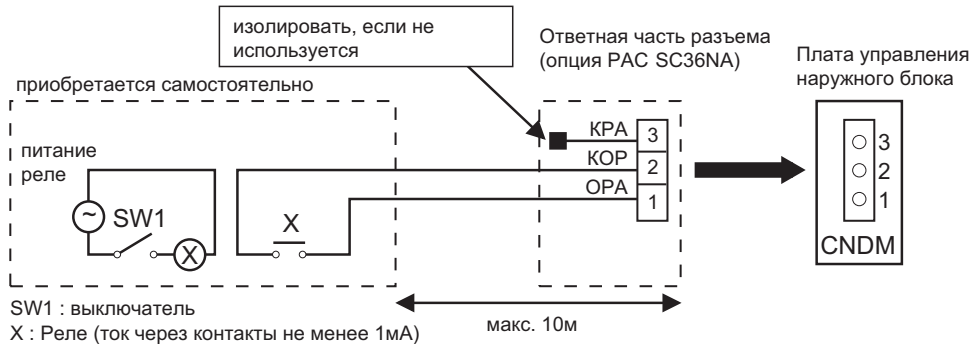 изолировать, если не
используется
Ответная часть разъема
(опция PAC SC36NA)
Плата управления
наружного блока
приобретается самостоятельно
питание
реле
~
SW1
X
X
КРА
КОР
ОРА
3
2
1
3
2
1
CNDM
макс. 10м
SW1 : выключатель
X : Реле (ток через контакты не менее 1мА)